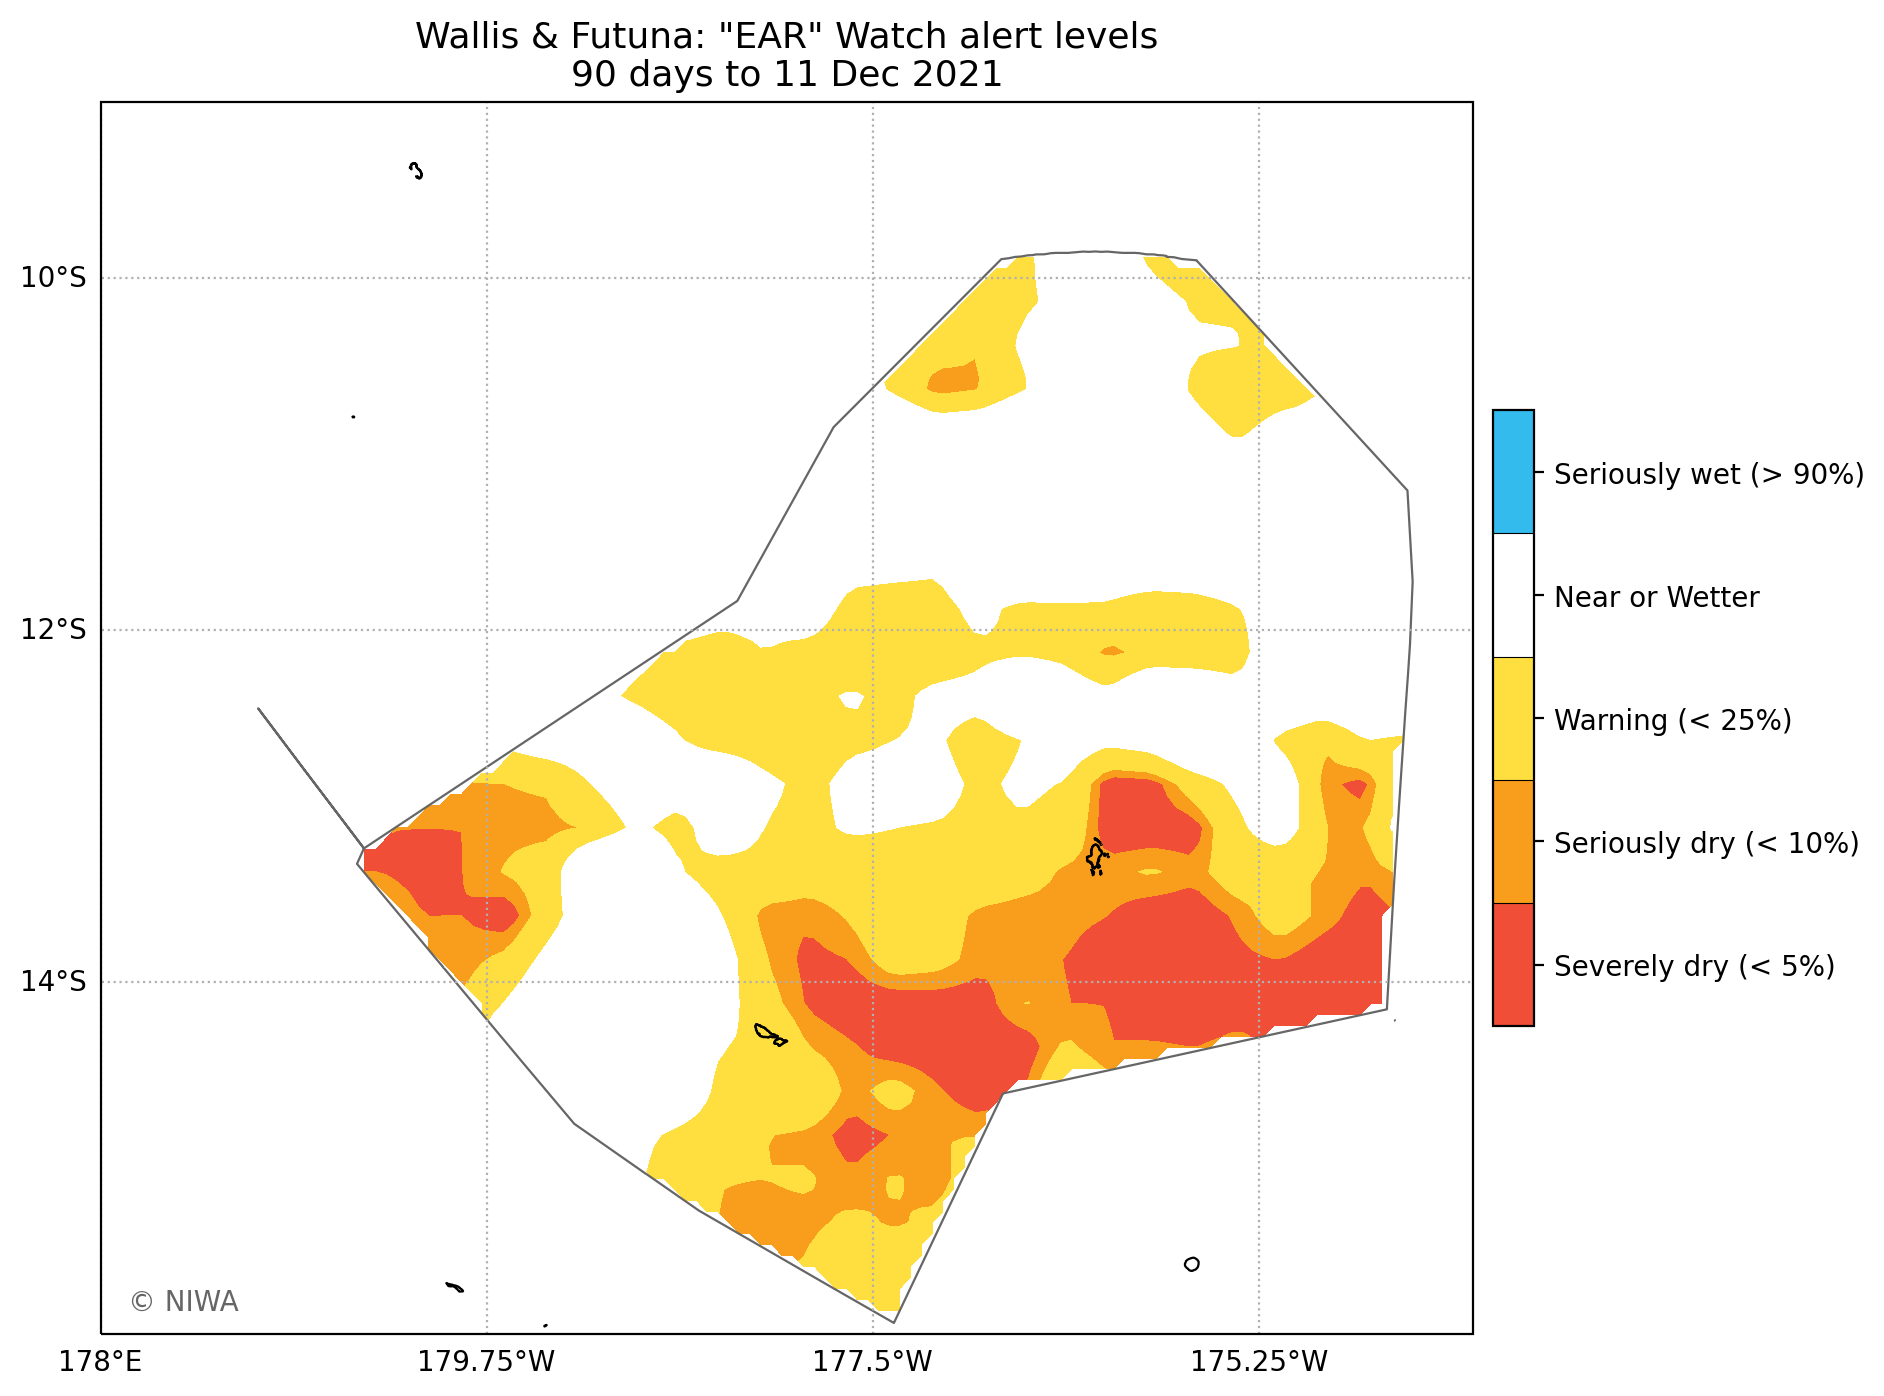 Wallis & Futuna: "EAR" Watch alert levels
90 days to 11 Dec 2021
10°S
12°S
14°S
178°E
179.75°W
177.5°W
175.25°W
Seriously wet (> 90%)
Near or Wetter
Warning (< 25%)
Seriously dry (< 10%)
Severely dry (< 5%)
© NIWA